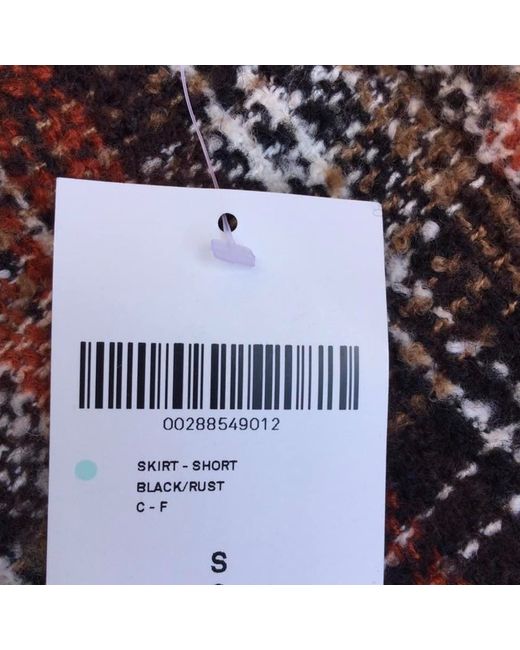 00288549012
SKIRT - SHORT
BLACK/RUST
C - F
S